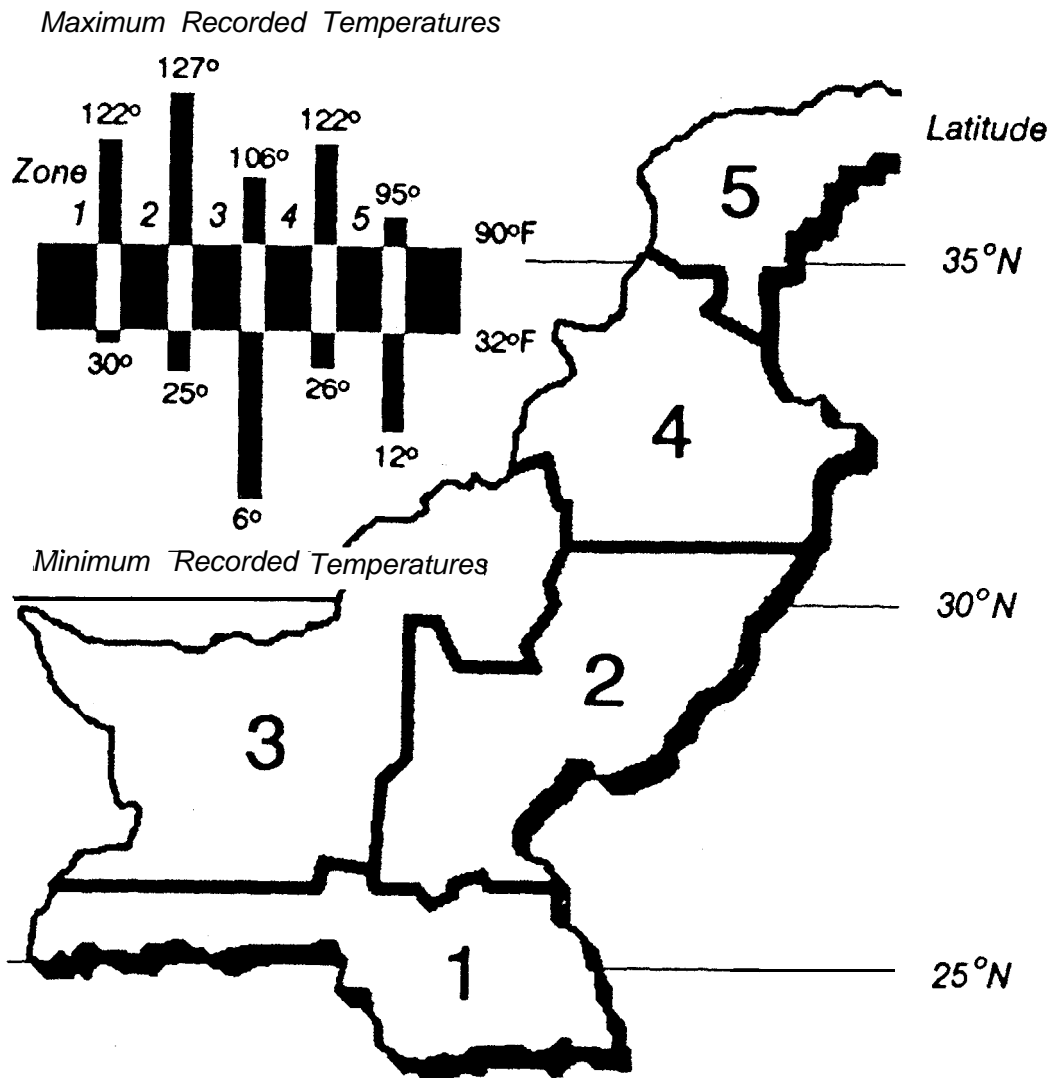 Maximum Recorded Temperatures
127°
122° 122°
106°
95°
Zone
1 2 3 4 5
90°F
32°F
30°
25° 26°
12°
6°
Minimum Recorded Temperatures
Latitude
5
35°N
4
30°N
2
3
1
25°N